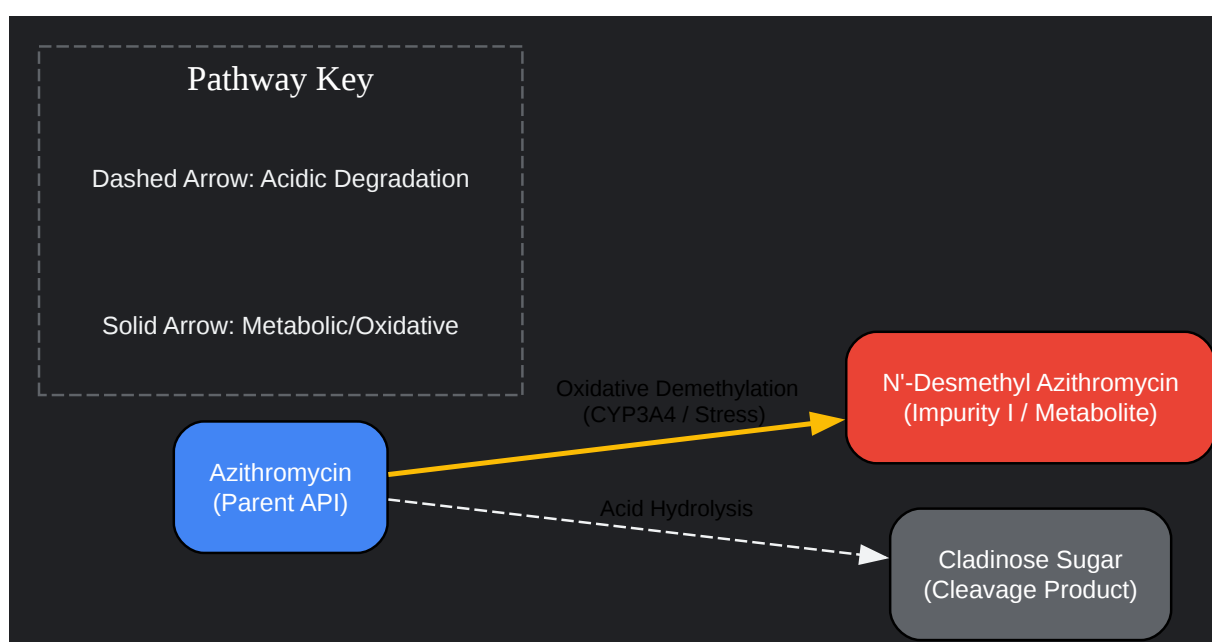 Pathway Key
Dashed Arrow: Acidic Degradation
Solid Arrow: Metabolic/Oxidative
Oxidative Demethylation
(CYP3A4 / Stress)
N'-Desmethyl Azithromycin
(Impurity I / Metabolite)
Azithromycin
(Parent API)
Acid Hydrolysis
Cladinose Sugar
(Cleavage Product)